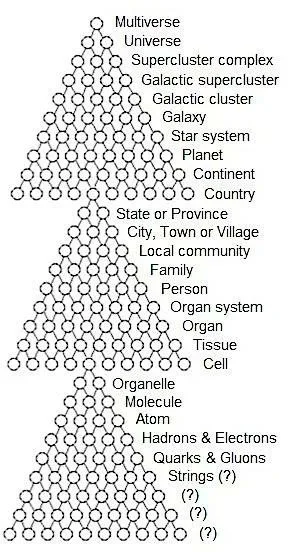 Multiverse
Universe
Supercluster complex
Galactic supercluster
Galactic cluster
Galaxy
Star system
Planet
Continent
Country
State or Province
City, Town or Village
Local community
Family
Person
Organ system
Organ
Tissue
Cell
Organelle
Molecule
Atom
Hadrons & Electrons
Quarks & Gluons
Strings (?)
(?)
(?)
(?)